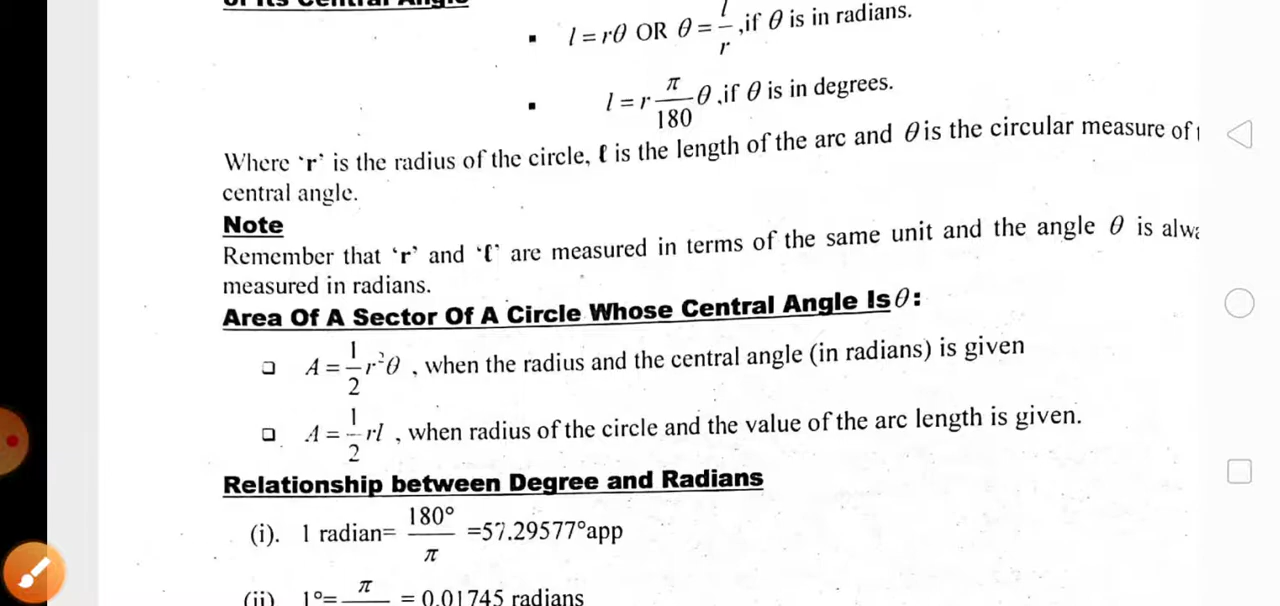 of Its Central Angle
▪ l = rθ OR θ = l/r ,if θ is in radians.
▪ l = r π/180 θ ,if θ is in degrees.
Where ‘r’ is the radius of the circle, ℓ is the length of the arc and θ is the circular measure of
central angle.
Note
Remember that ‘r’ and ‘ℓ’ are measured in terms of the same unit and the angle θ is
measured in radians.
Area Of A Sector Of A Circle Whose Central Angle Is θ:
❑ A = 1/2 r²θ , when the radius and the central angle (in radians) is given
❑ A = 1/2 rl , when radius of the circle and the value of the arc length is given.
Relationship between Degree and Radians
(i). 1 radian= 180°/π =57.29577°app
(ii) 1°= π = 0.01745 radians